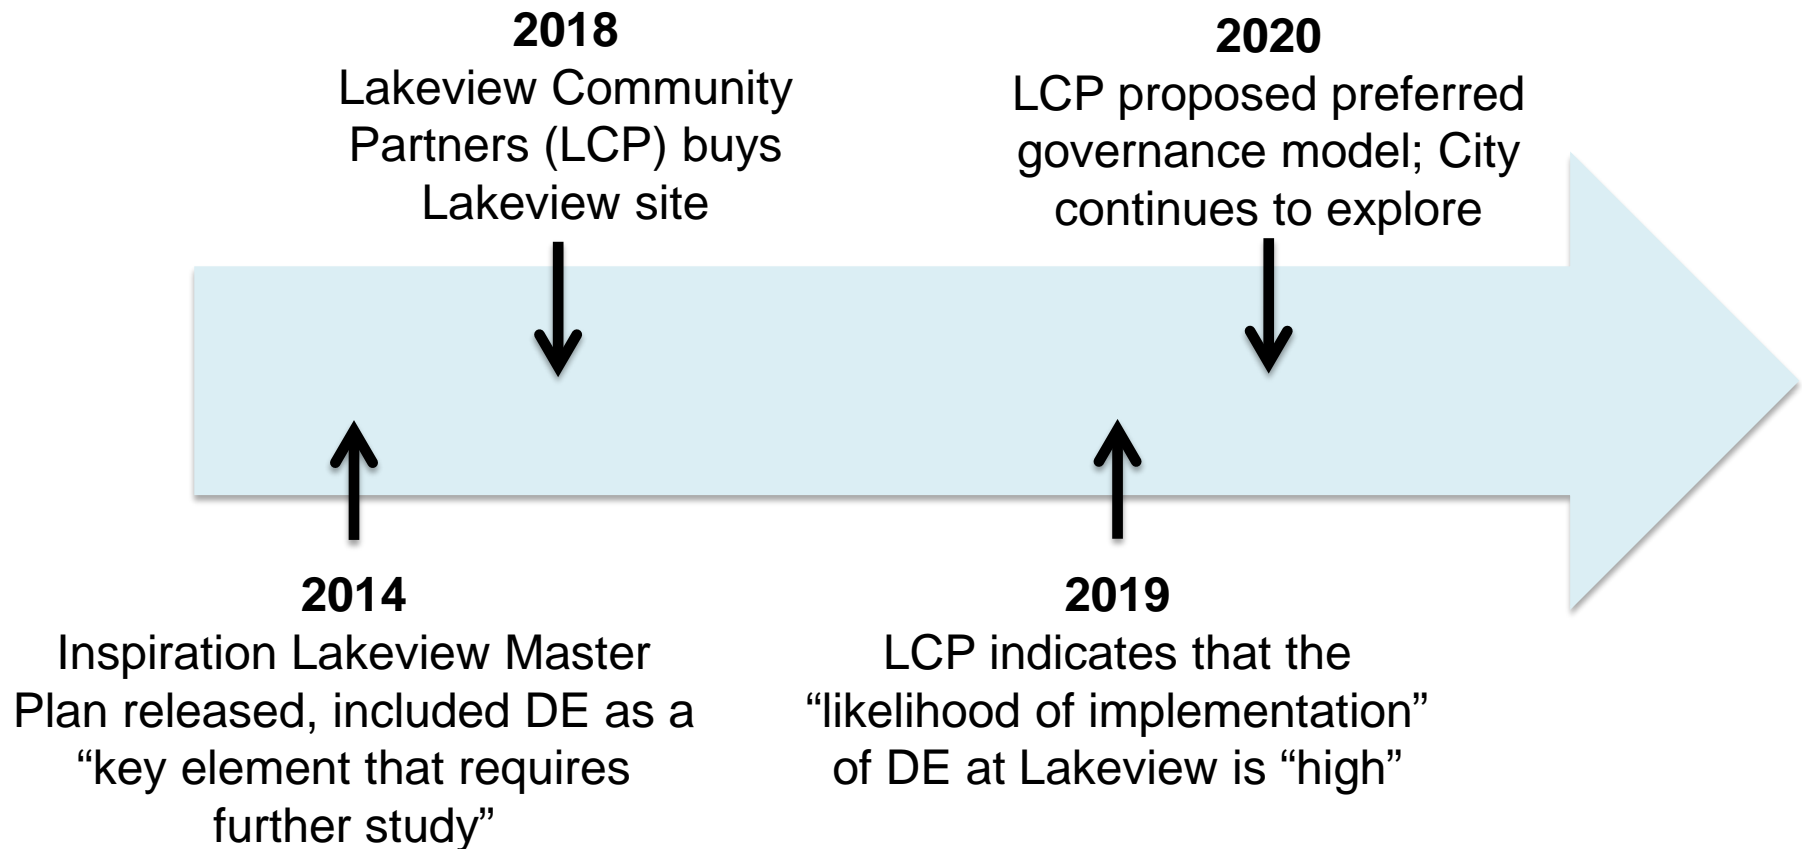 2018
Lakeview Community
Partners (LCP) buys
Lakeview site
2020
LCP proposed preferred
governance model; City
continues to explore
2014
Inspiration Lakeview Master
Plan released, included DE as a
“key element that requires
further study”
2019
LCP indicates that the
“likelihood of implementation”
of DE at Lakeview is “high”